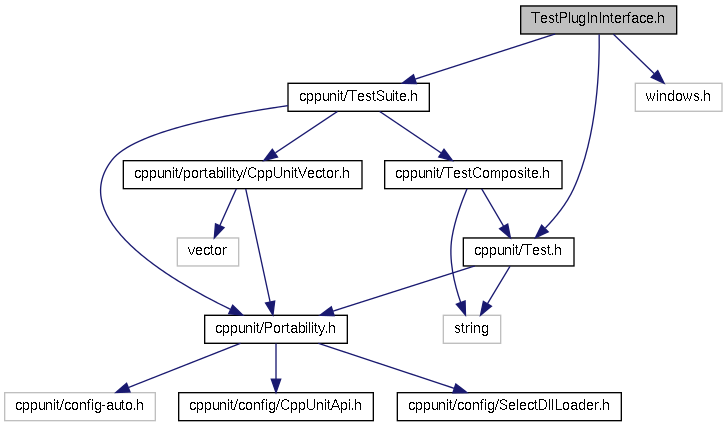 TestPlugInInterface.h
cppunit/TestSuite.h
windows.h
cppunit/portability/CppUnitVector.h
cppunit/TestComposite.h
vector
cppunit/Test.h
cppunit/Portability.h
string
cppunit/config-auto.h
cppunit/config/CppUnitApi.h
cppunit/config/SelectDllLoader.h